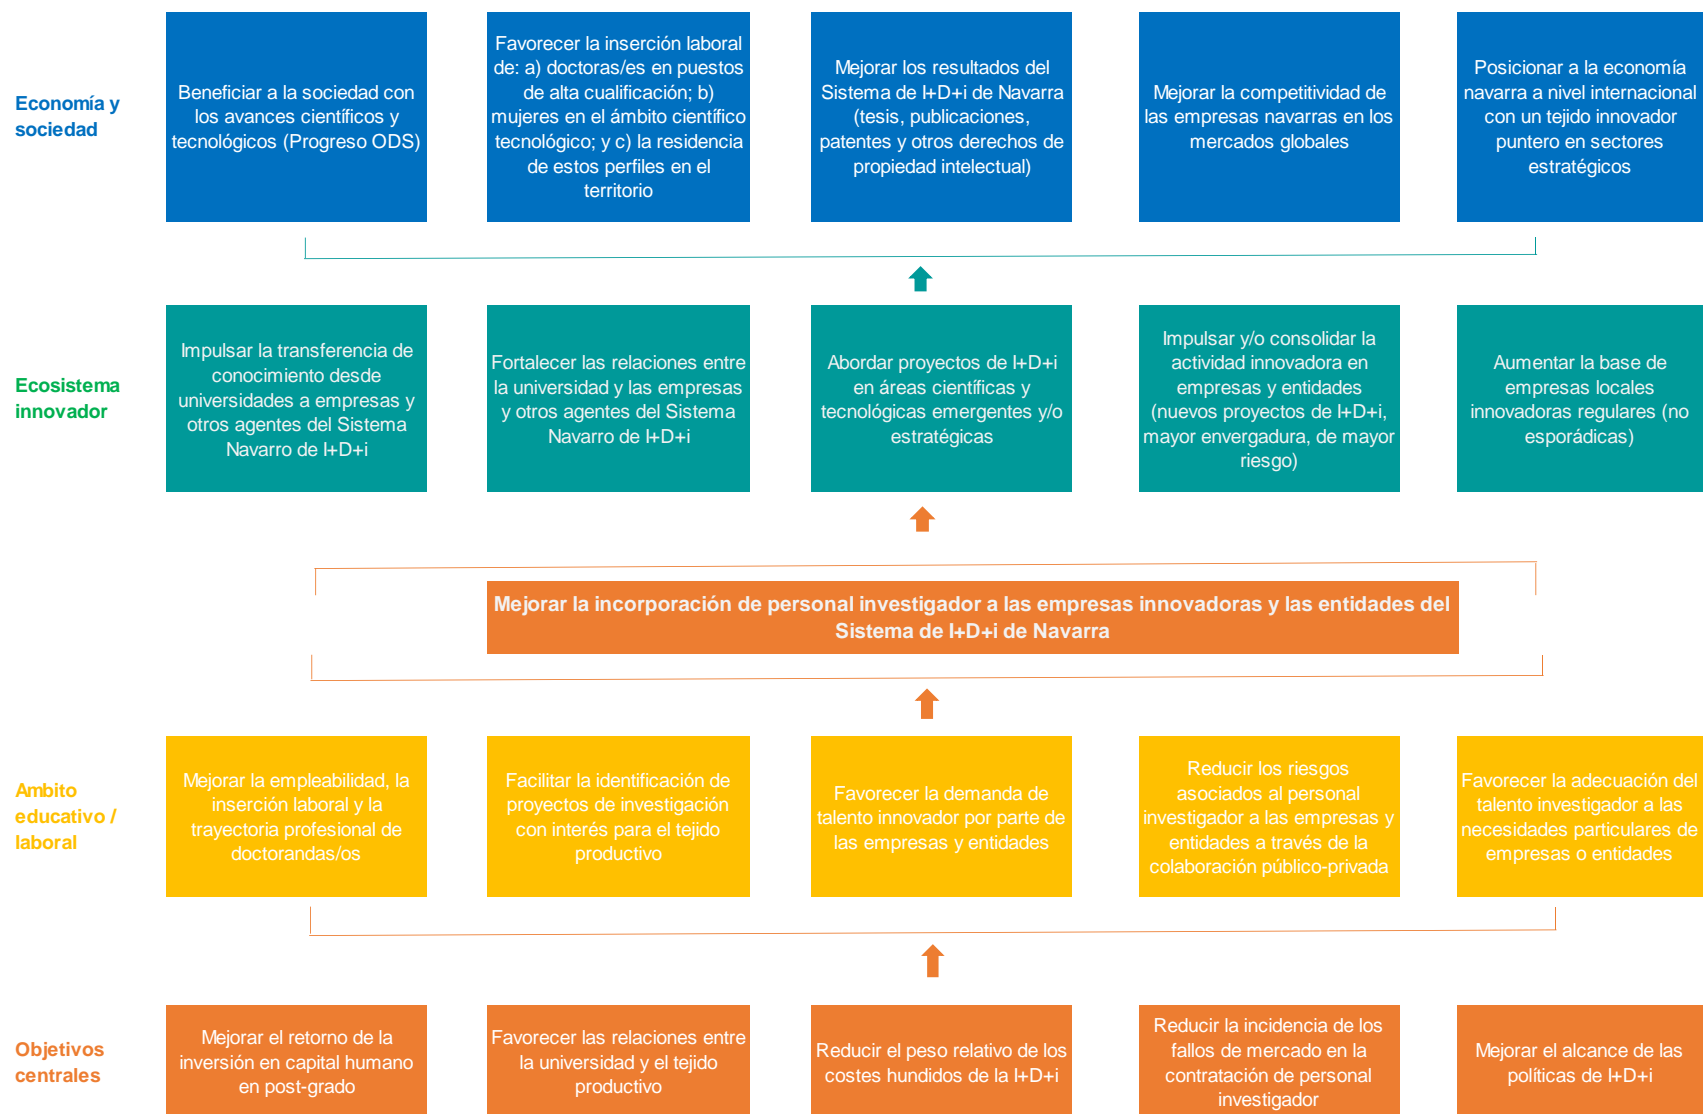 Economía y
sociedad
Beneficiar a la sociedad con
los avances científicos y
tecnológicos (Progreso ODS)
Favorecer la inserción laboral
de: a) doctoras/es en puestos
de alta cualificación; b)
mujeres en el ámbito científico
tecnológico; y c) la residencia
de estos perfiles en el
territorio
Mejorar los resultados del
Sistema de I+D+i de Navarra
(tesis, publicaciones,
patentes y otros derechos de
propiedad intelectual)
Mejorar la competitividad de
las empresas navarras en los
mercados globales
Posicionar a la economía
navarra a nivel internacional
con un tejido innovador
puntero en sectores
estratégicos
Ecosistema
innovador
Impulsar la transferencia de
conocimiento desde
universidades a empresas y
otros agentes del Sistema
Navarro de I+D+i
Fortalecer las relaciones entre
la universidad y las empresas
y otros agentes del Sistema
Navarro de I+D+i
Abordar proyectos de I+D+i
en áreas científicas y
tecnológicas emergentes y/o
estratégicas
Impulsar y/o consolidar la
actividad innovadora en
empresas y entidades
(nuevos proyectos de I+D+i,
mayor envergadura, de mayor
riesgo)
Aumentar la base de
empresas locales
innovadoras regulares (no
esporádicas)
Mejorar la incorporación de personal investigador a las empresas innovadoras y las entidades del
Sistema de I+D+i de Navarra
Ambito
educativo /
laboral
Mejorar la empleabilidad, la
inserción laboral y la
trayectoria profesional de
doctorandas/os
Facilitar la identificación de
proyectos de investigación
con interés para el tejido
productivo
Favorecer la demanda de
talento innovador por parte de
las empresas y entidades
Reducir los riesgos
asociados al personal
investigador a las empresas y
entidades a través de la
colaboración público-privada
Favorecer la adecuación del
talento investigador a las
necesidades particulares de
empresas o entidades
Objetivos
centrales
Mejorar el retorno de la
inversión en capital humano
en post-grado
Favorecer las relaciones entre
la universidad y el tejido
productivo
Reducir el peso relativo de los
costes hundidos de la I+D+i
Reducir la incidencia de los
fallos de mercado en la
contratación de personal
investigador
Mejorar el alcance de las
políticas de I+D+i